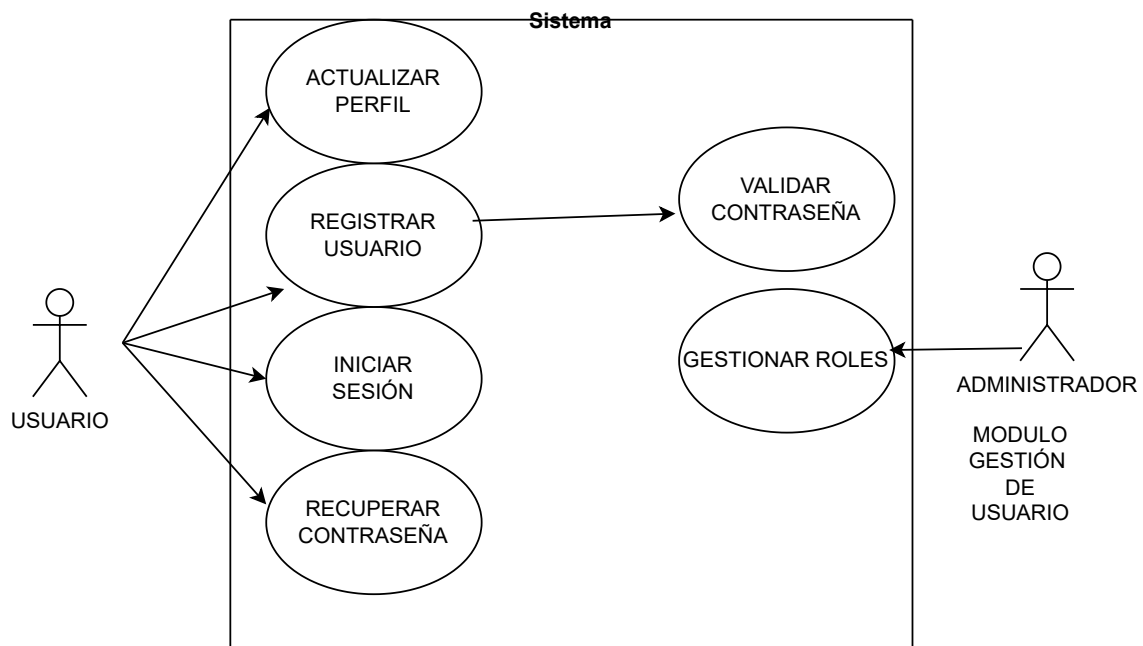 Sistema
ACTUALIZAR
PERFIL
REGISTRAR
USUARIO
VALIDAR
CONTRASEÑA
INICIAR
SESIÓN
GESTIONAR ROLES
USUARIO
ADMINISTRADOR
RECUPERAR
CONTRASEÑA
MODULO
GESTIÓN
DE
USUARIO